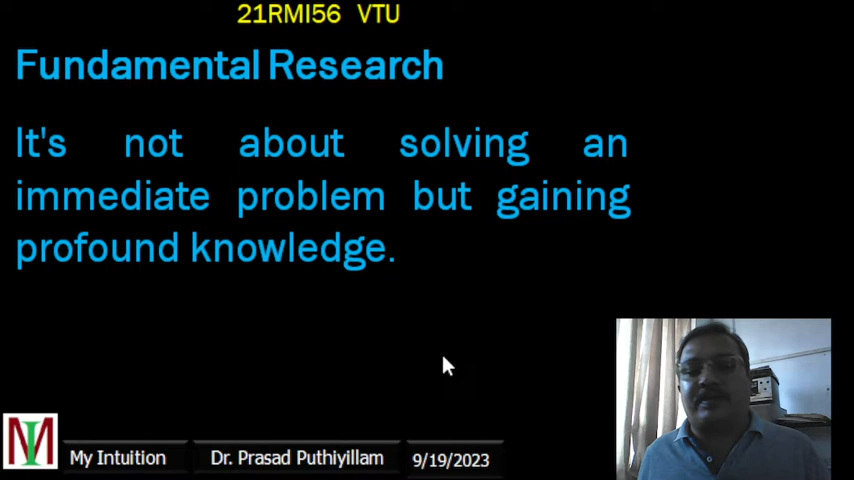 21RMI56 VTU
Fundamental Research
It's not about solving an
immediate problem but gaining
profound knowledge.
MI
My Intuition
Dr. Prasad Puthiyillam
9/19/2023